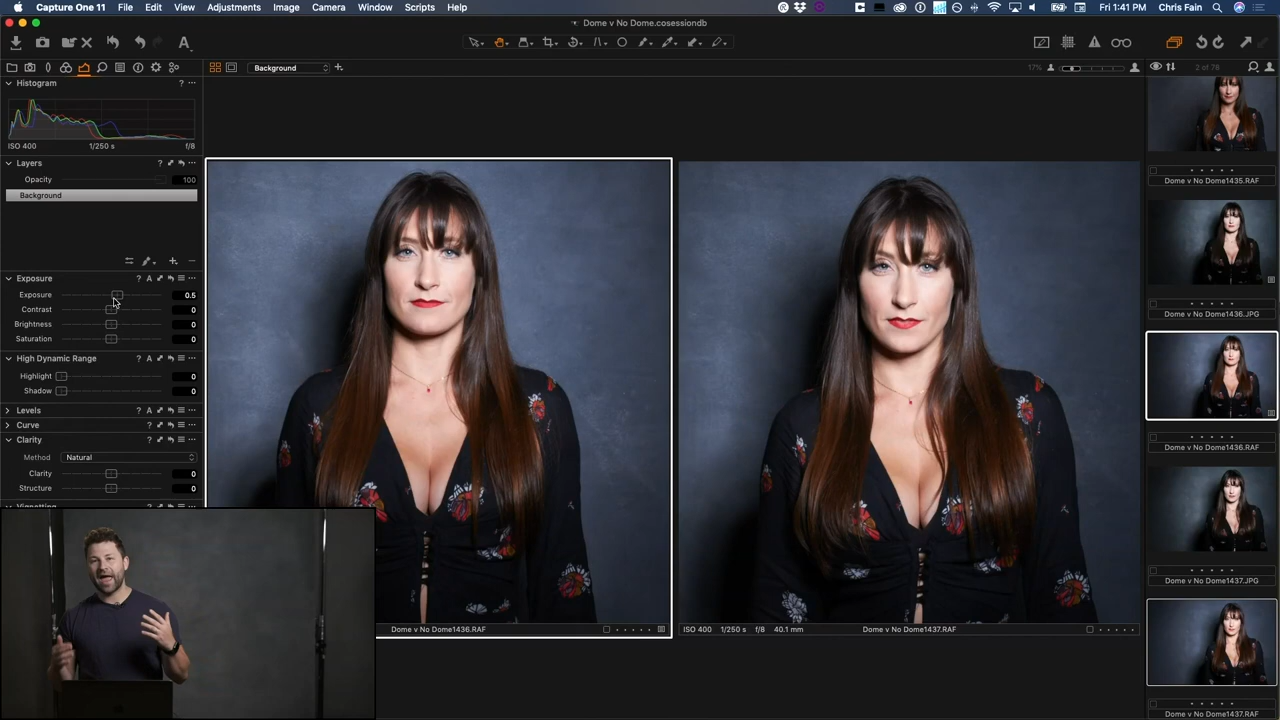 Capture One 11 File Edit View Adjustments Image Camera Window Scripts Help Fri 1:41 PM Chris Fain
Dome v No Dome.cosessiondb
Background
17%
2 of 78
Histogram
ISO 400 1/250 s f/8
Layers
Opacity 100
Background
Exposure
Exposure 0.5
Contrast 0
Brightness 0
Saturation 0
High Dynamic Range
Highlight 0
Shadow 0
Levels
Curve
Clarity
Method Natural
Clarity 0
Structure 0
Vignetting
Dome v No Dome1436.RAF
ISO 400 1/250 s f/8 40.1 mm Dome v No Dome1437.RAF
Dome v No Dome1435.RAF
Dome v No Dome1436.JPG
Dome v No Dome1436.RAF
Dome v No Dome1437.JPG
Dome v No Dome1437.RAF